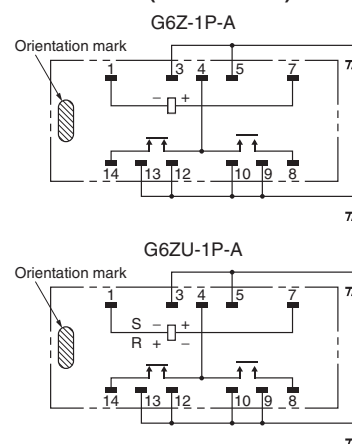 G6Z-1P-A
Orientation mark
1 3 4 5 7
− +
14 13 12 10 9 8
G6ZU-1P-A
Orientation mark
1 3 4 5 7
S − +
R + −
14 13 12 10 9 8